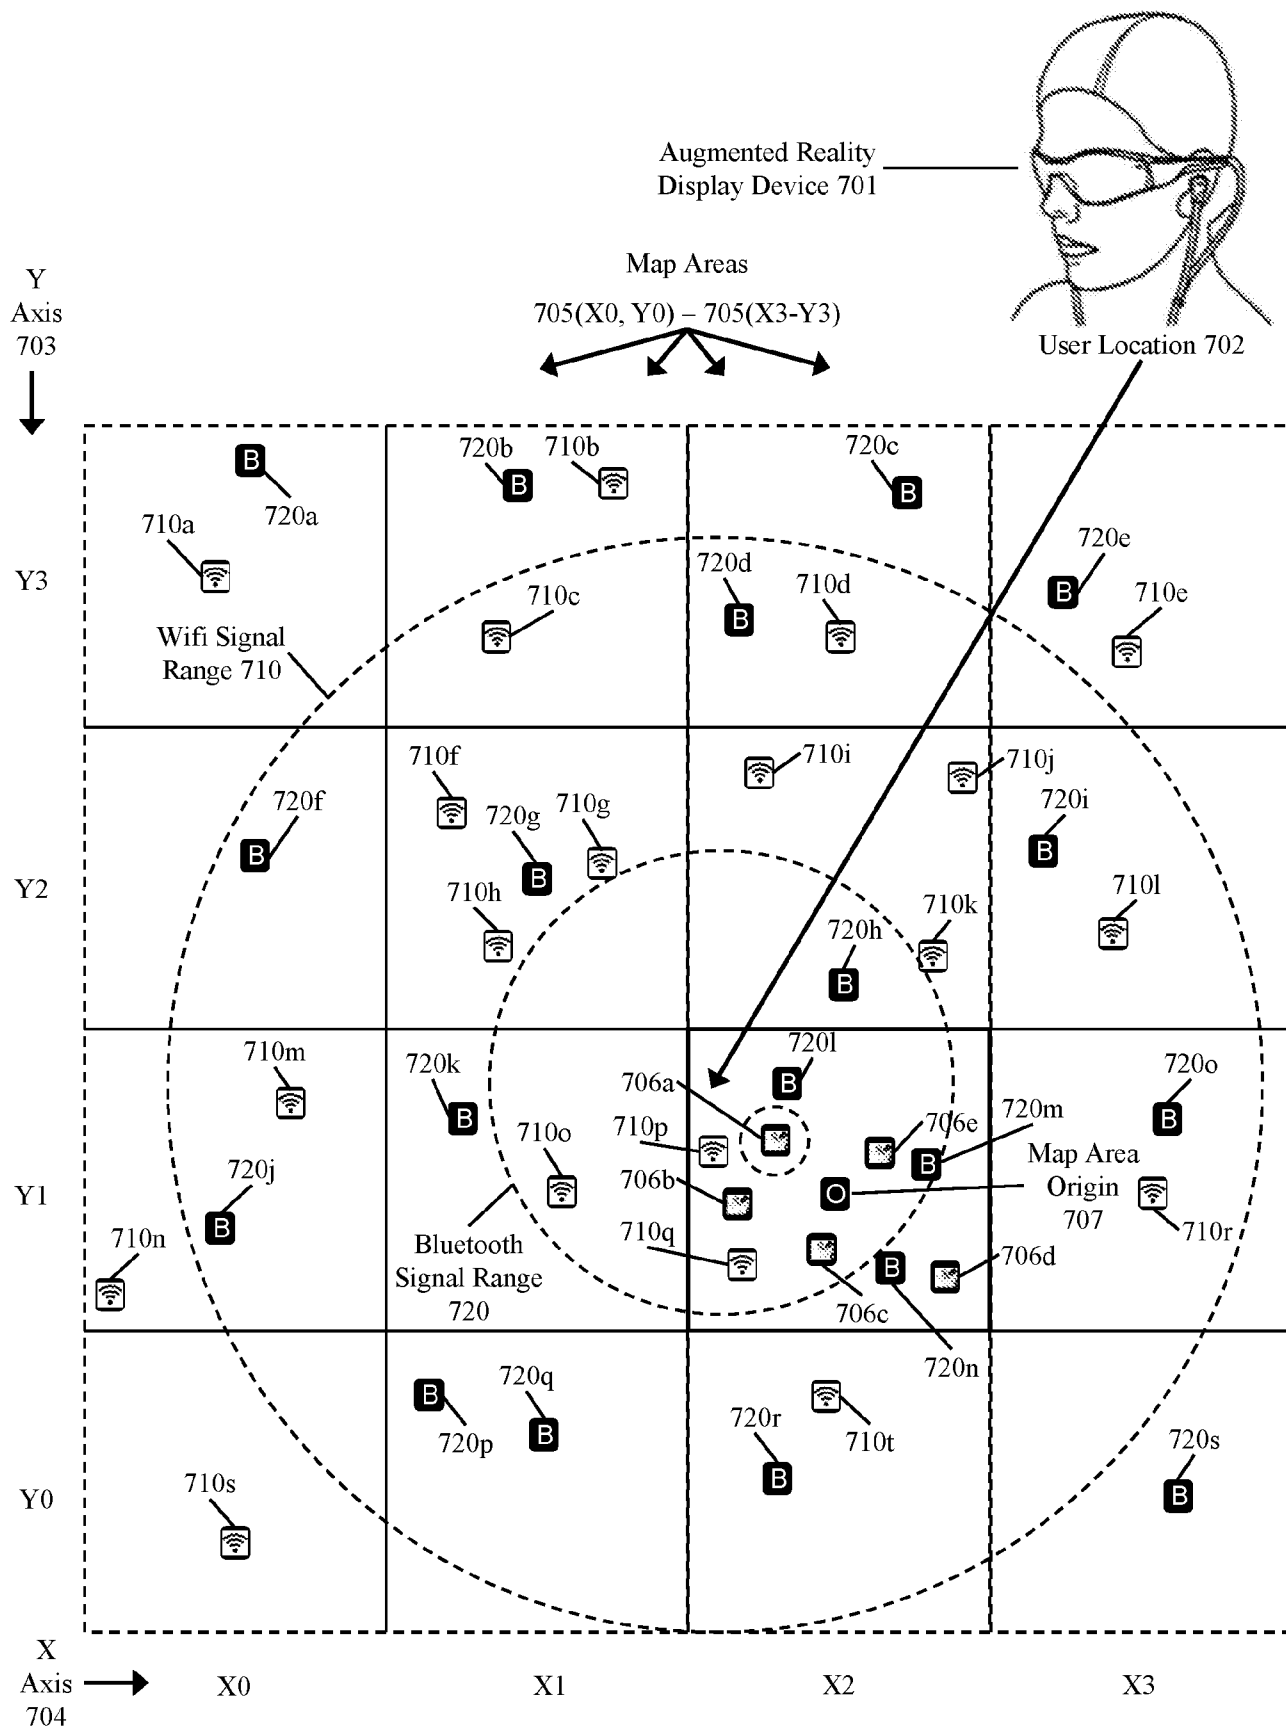 Augmented Reality
Display Device 701
Map Areas
705(X0, Y0) – 705(X3-Y3)
User Location 702
Y
Axis
703
720b
710b
720c
B
B
B
720a
710a
720e
B
Y3
720d
710d
710c
710e
B
Wifi Signal
Range 710
710f
710i
710j
720f
720g
710g
720i
B
B
B
Y2
710h
710k
710l
720h
B
710m
720k
720l
720o
706a
B
B
B
710p
706e
720m
710o
B
Map Area
Origin
707
720j
706b
O
Y1
B
710n
710q
710r
Bluetooth
Signal Range
720
B
706d
706c
720n
720q
B
720p
B
720r
710t
720s
B
710s
B
Y0
X
Axis
704
X0
X1
X2
X3